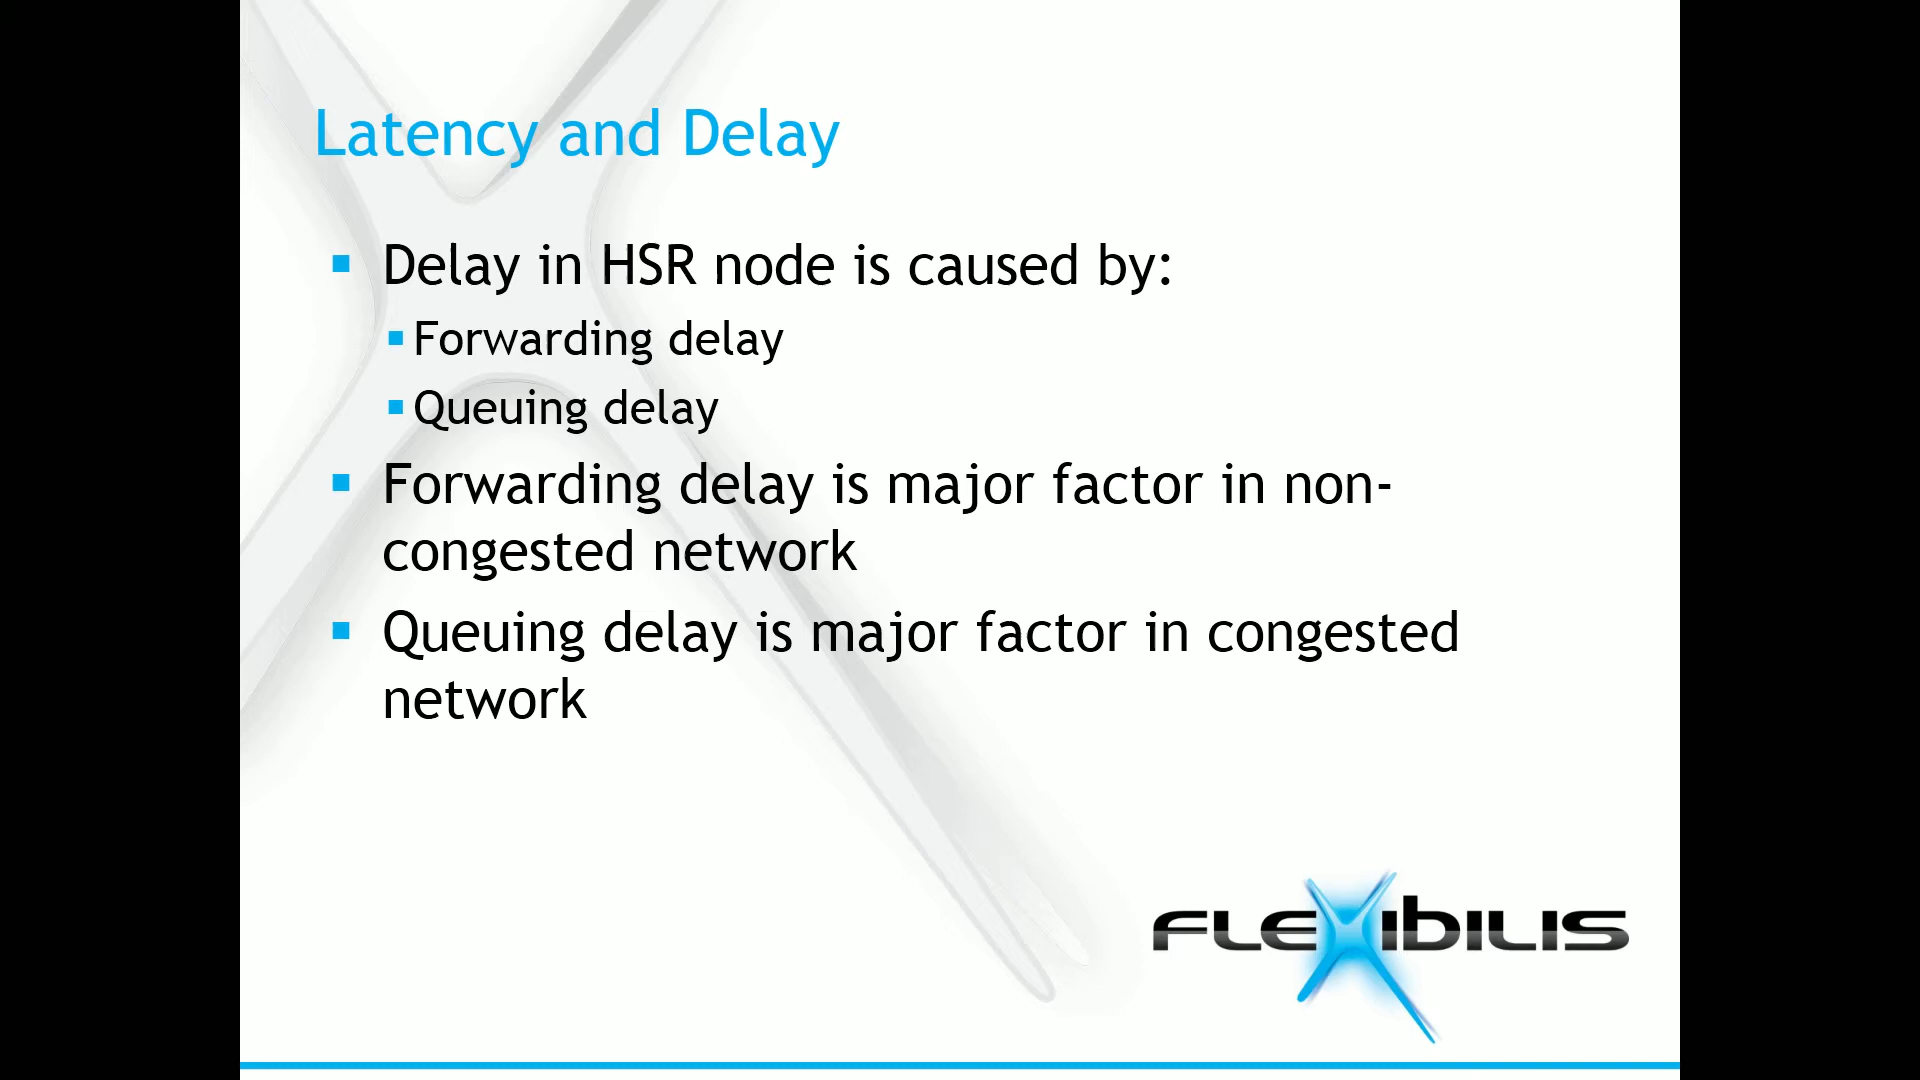 Latency and Delay
Delay in HSR node is caused by:
Forwarding delay
Queuing delay
Forwarding delay is major factor in non-
congested network
Queuing delay is major factor in congested
network
FLEXIBILIS